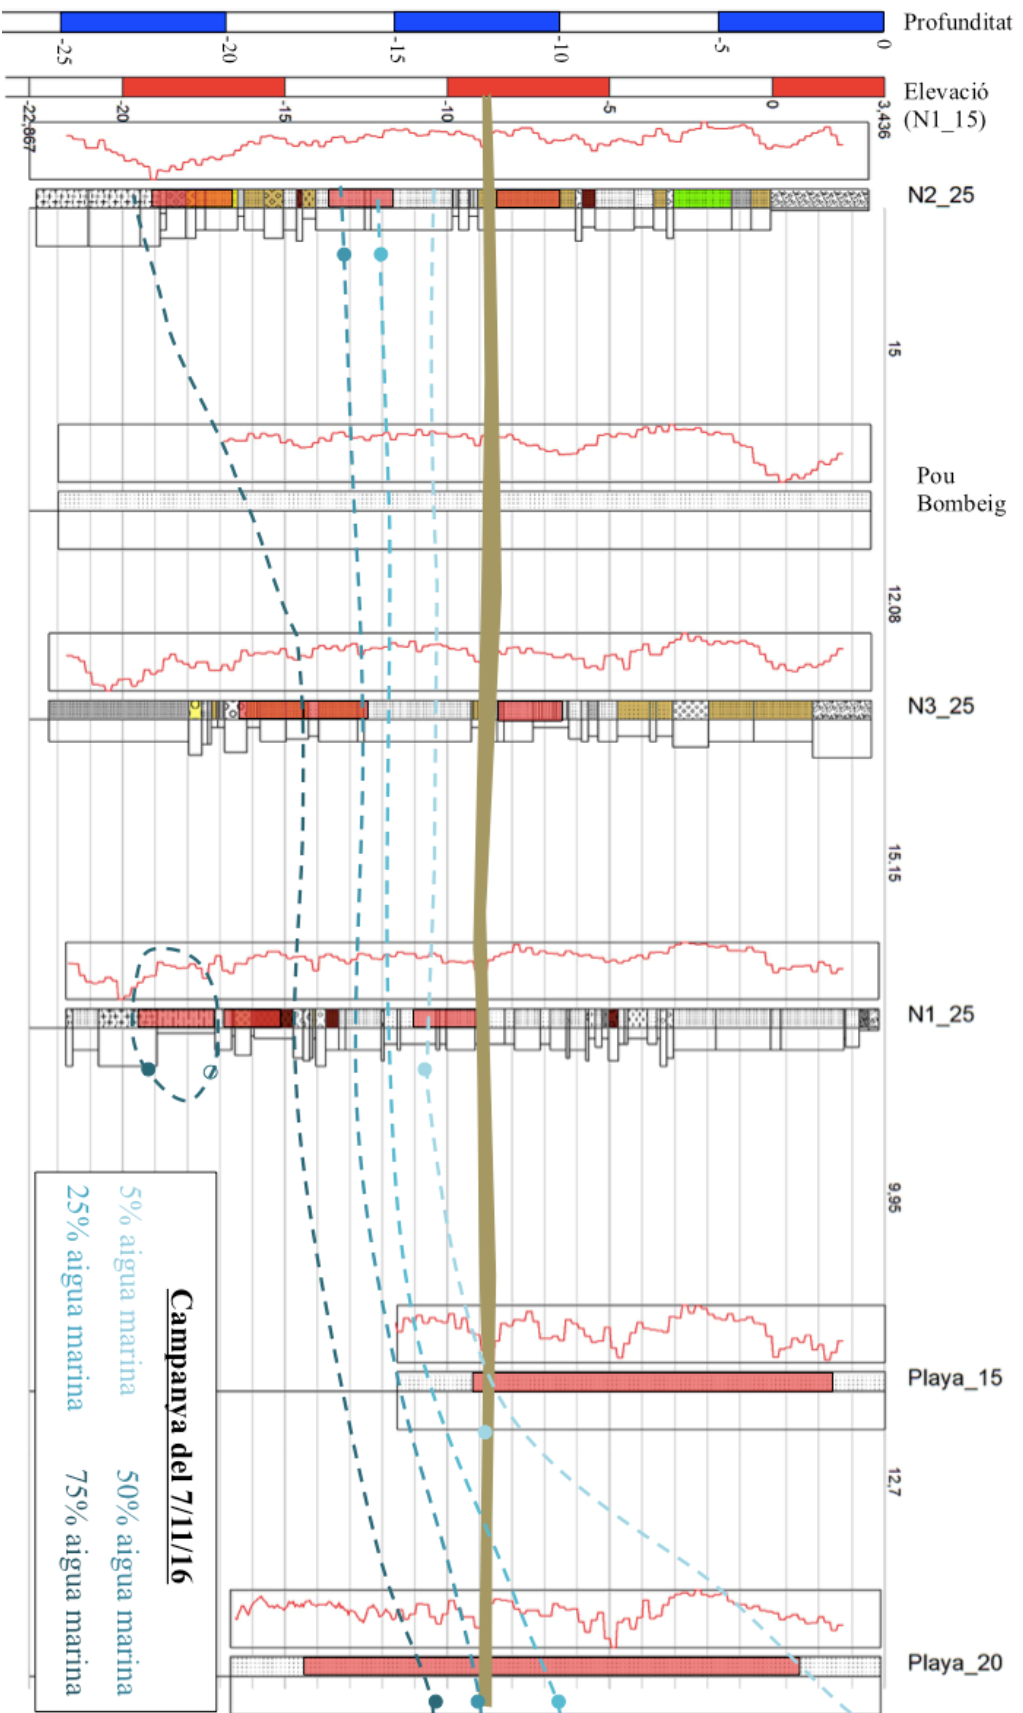 Profunditat
0
-5
-10
-15
-20
-25
Elevació
(N1_15)
3,436
0
-5
-10
-15
-20
-22,867
N2_25
15
Pou
Bombeig
12.08
N3_25
15.15
N1_25
9,95
Playa_15
12,7
Playa_20
Campanya del 7/11/16
5% aigua marina
50% aigua marina
25% aigua marina
75% aigua marina